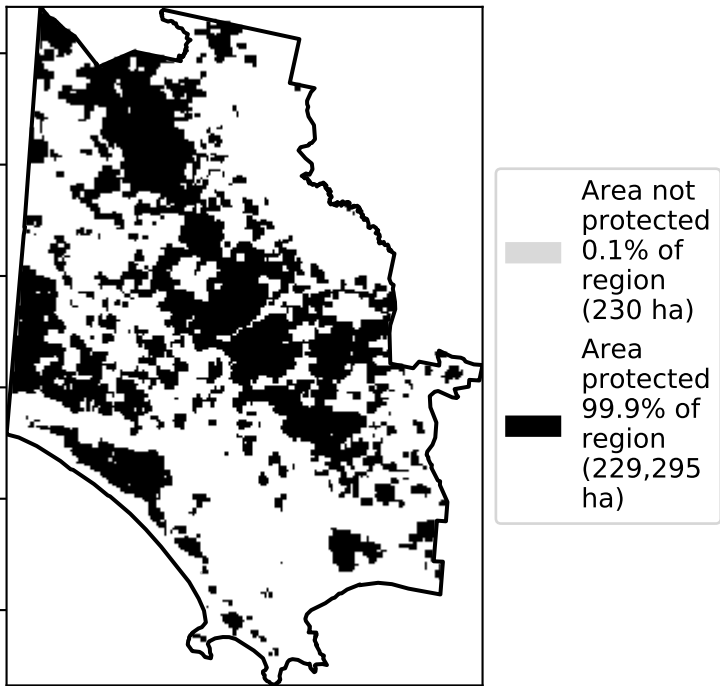 Area not
protected
0.1% of
region
(230 ha)
Area
protected
99.9% of
region
(229,295
ha)